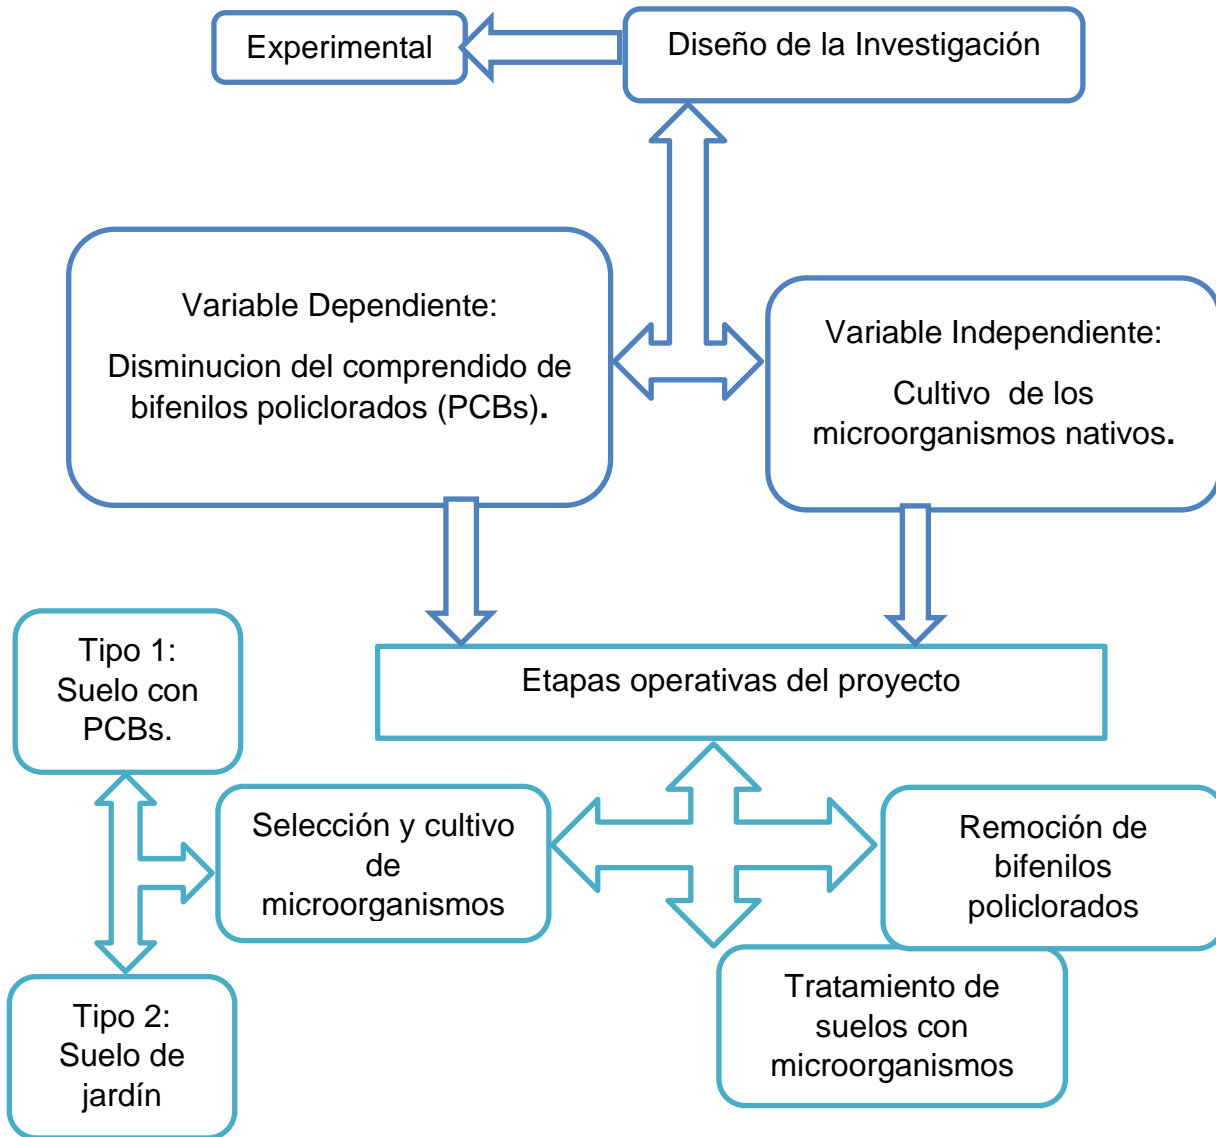 Experimental
Diseño de la Investigación
Variable Dependiente:
Disminucion del comprendido de
bifenilos policlorados (PCBs).
Variable Independiente:
Cultivo  de los
microorganismos nativos.
Etapas operativas del proyecto
Tipo 1:
Suelo con
PCBs.
Selección y cultivo
de
microorganismos
Remoción de
bifenilos
policlorados
Tratamiento de
suelos con
microorganismos
Tipo 2:
Suelo de
jardín